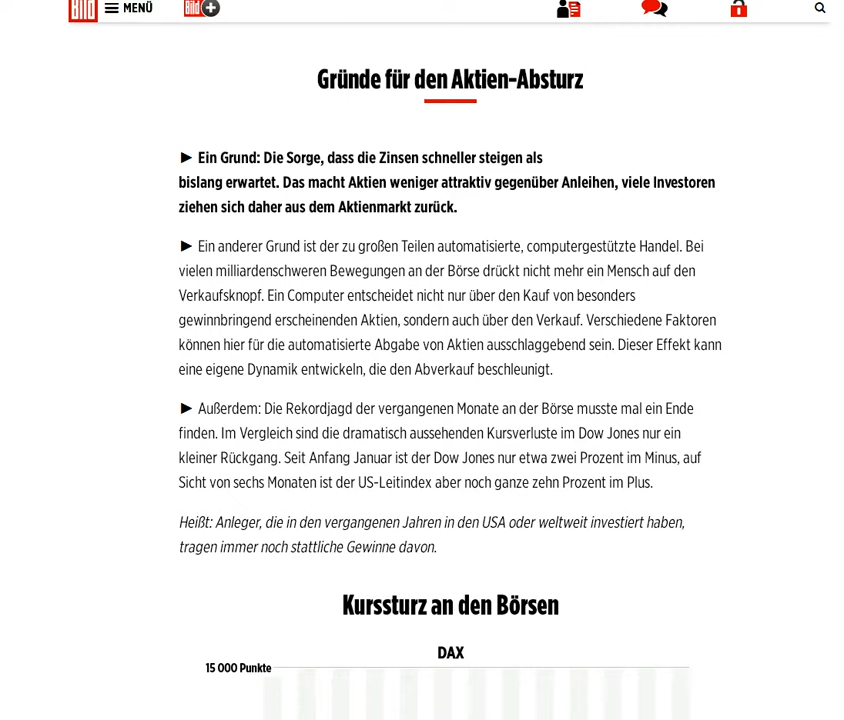 Bild MENÜ Bild+
Gründe für den Aktien-Absturz
► Ein Grund: Die Sorge, dass die Zinsen schneller steigen als
bislang erwartet. Das macht Aktien weniger attraktiv gegenüber Anleihen, viele Investoren
ziehen sich daher aus dem Aktienmarkt zurück.
► Ein anderer Grund ist der zu großen Teilen automatisierte, computergestützte Handel. Bei
vielen milliardenschweren Bewegungen an der Börse drückt nicht mehr ein Mensch auf den
Verkaufsknopf. Ein Computer entscheidet nicht nur über den Kauf von besonders
gewinnbringend erscheinenden Aktien, sondern auch über den Verkauf. Verschiedene Faktoren
können hier für die automatisierte Abgabe von Aktien ausschlaggebend sein. Dieser Effekt kann
eine eigene Dynamik entwickeln, die den Abverkauf beschleunigt.
► Außerdem: Die Rekordjagd der vergangenen Monate an der Börse musste mal ein Ende
finden. Im Vergleich sind die dramatisch aussehenden Kursverluste im Dow Jones nur ein
kleiner Rückgang. Seit Anfang Januar ist der Dow Jones nur etwa zwei Prozent im Minus, auf
Sicht von sechs Monaten ist der US-Leitindex aber noch ganze zehn Prozent im Plus.
Heißt: Anleger, die in den vergangenen Jahren in den USA oder weltweit investiert haben,
tragen immer noch stattliche Gewinne davon.
Kurssturz an den Börsen
DAX
15 000 Punkte